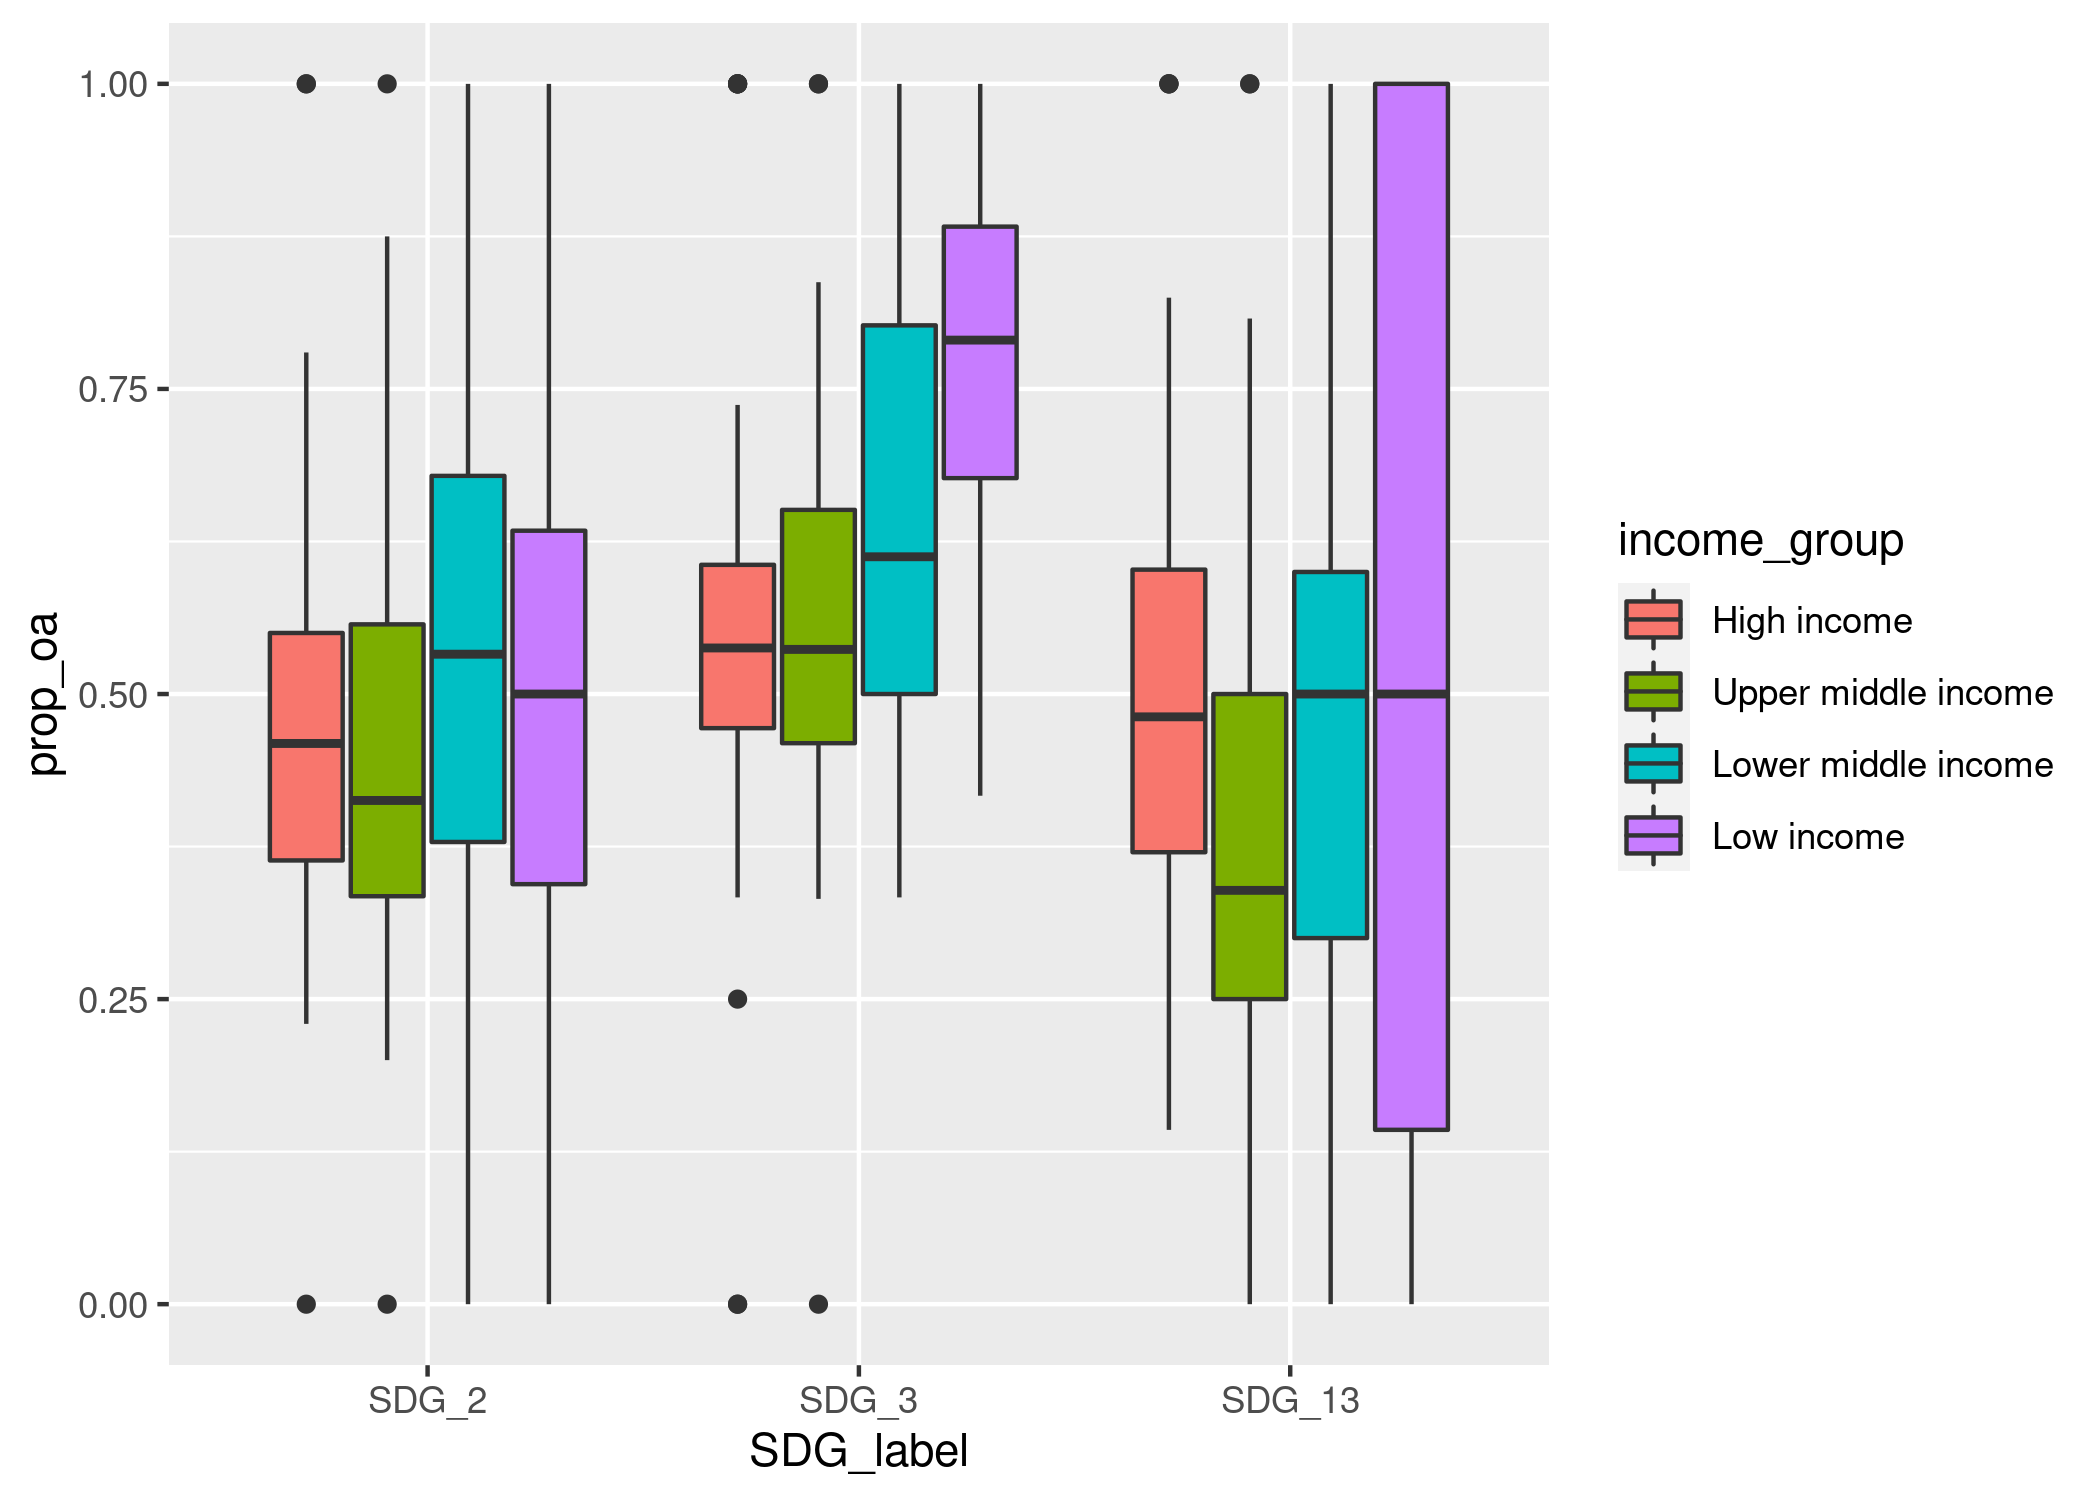 prop_oa
1.00
0.75
0.50
0.25
0.00
SDG_2
SDG_3
SDG_13
SDG_label
income_group
High income
Upper middle income
Lower middle income
Low income